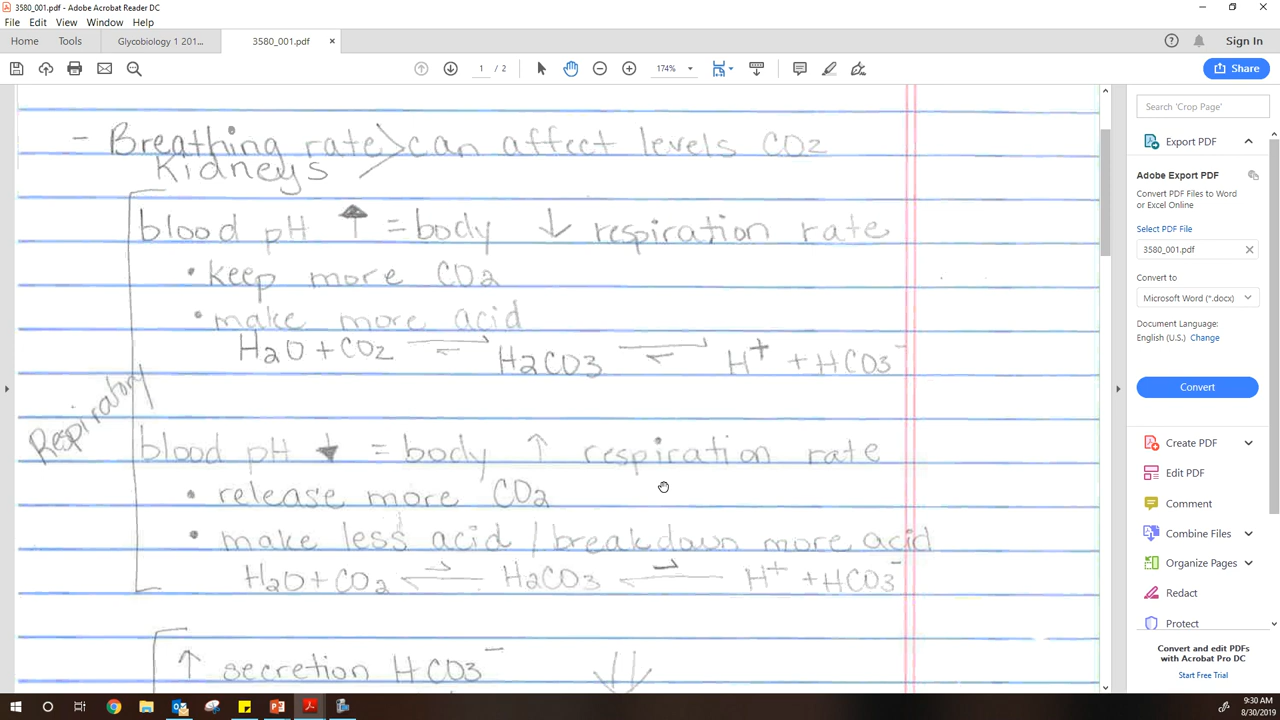 3580_001.pdf - Adobe Acrobat Reader DC
File Edit View Window Help
Home Tools Glycobiology 1 201... 3580_001.pdf × ? Sign In
1 / 2 174% Share
- Breathing rate > can affect levels CO2
Kidneys
blood pH ↑ = body ↓ respiration rate
• keep more CO2
• make more acid
H2O + CO2 ⇌ H2CO3 ⇌ H+ + HCO3-
Respiratory
blood pH ↓ = body ↑ respiration rate
• release more CO2
• make less acid / breakdown more acid
H2O + CO2 ⇌ H2CO3 ⇌ H+ + HCO3-
↑ secretion HCO3- ↓↓
Search 'Crop Page'
Export PDF
Adobe Export PDF
Convert PDF Files to Word
or Excel Online
Select PDF File
3580_001.pdf ×
Convert to
Microsoft Word (*.docx)
Document Language:
English (U.S.) Change
Convert
Create PDF
Edit PDF
Comment
Combine Files
Organize Pages
Redact
Protect
Convert and edit PDFs
with Acrobat Pro DC
Start Free Trial
9:30 AM
8/30/2019